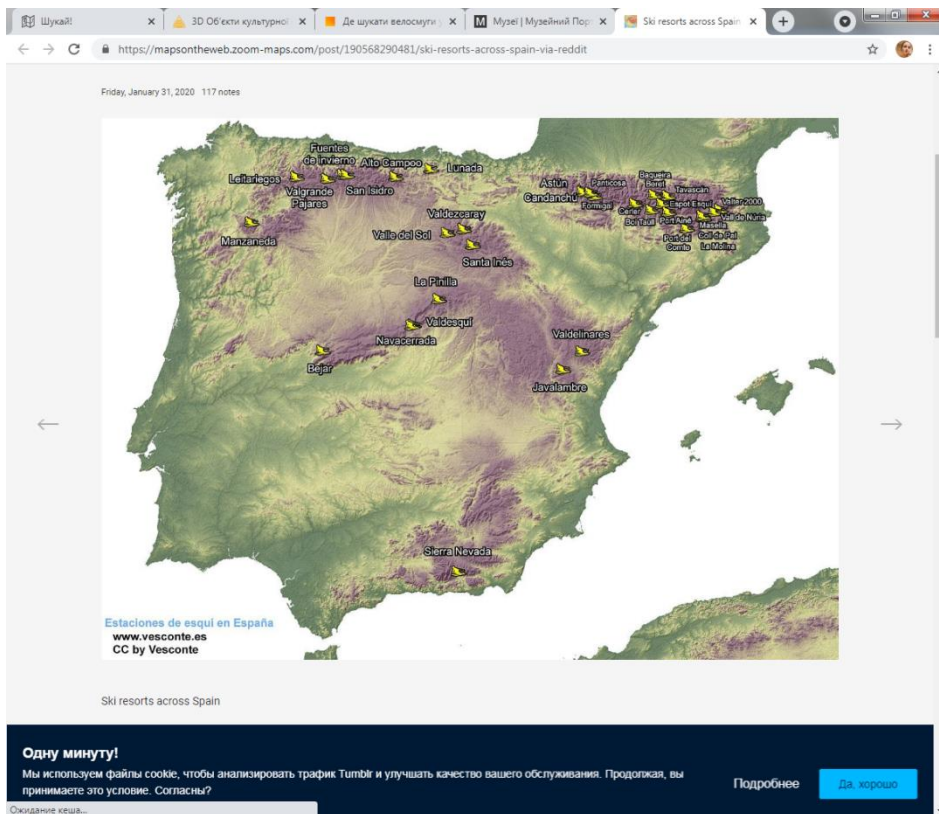 Шукай!
3D Об'єкти культурної
Де шукати велосмуги у
Музеї | Музейний Порт
Ski resorts across Spain
https://mapsontheweb.zoom-maps.com/post/190568290481/ski-resorts-across-spain-via-reddit
Friday, January 31, 2020 117 notes
Fuentes
de invierno
Alto Campoo
Lunada
Leitariegos
Valgrande
Pajares
San Isidro
Manzaneda
Valdezcaray
Valle del Sol
Santa Inés
Astún
Candanchú
Panticosa
Formigal
Cerler
Baqueira
Beret
Tavascán
Espot Esquí
Vallter 2000
Boí Taüll
Port Ainé
Vall de Núria
Masella
Port del
Comte
Coll de Pal
La Molina
La Pinilla
Valdesquí
Navacerrada
Béjar
Valdelinares
Javalambre
Sierra Nevada
Estaciones de esqui en España
www.vesconte.es
CC by Vesconte
Ski resorts across Spain
Одну минуту!
Мы используем файлы cookie, чтобы анализировать трафик Tumblr и улучшать качество вашего обслуживания. Продолжая, вы
принимаете это условие. Согласны?
Подробнее
Да, хорошо
Ожидание кеша...